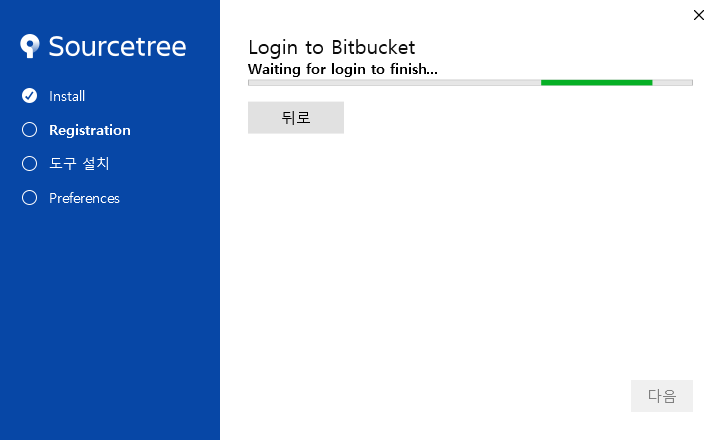 Sourcetree
Install
Registration
도구 설치
Preferences
Login to Bitbucket
Waiting for login to finish...
뒤로
다음